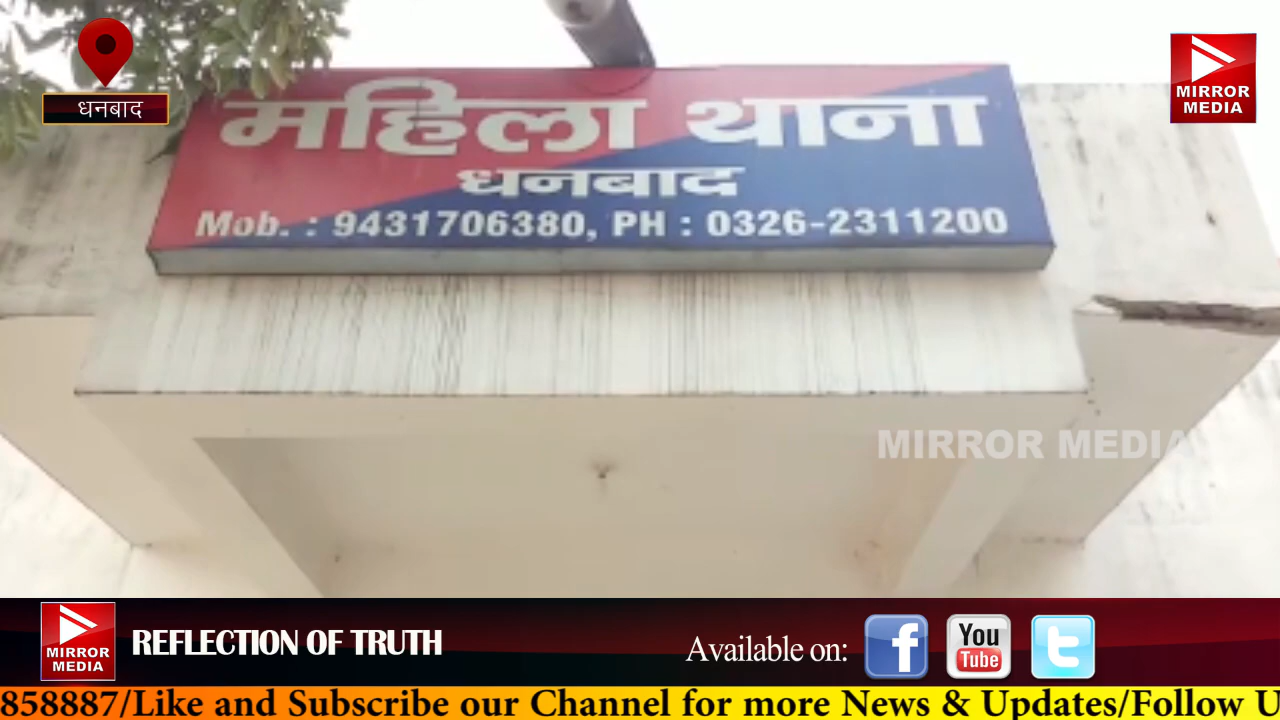 धनबाद
MIRROR
MEDIA
महिला थाना
धनबाद
Mob. : 9431706380, PH : 0326-2311200
MIRROR MEDIA
MIRROR
MEDIA
REFLECTION OF TRUTH
Available on:
f
You
Tube
t
858887/Like and Subscribe our Channel for more News & Updates/Follow U